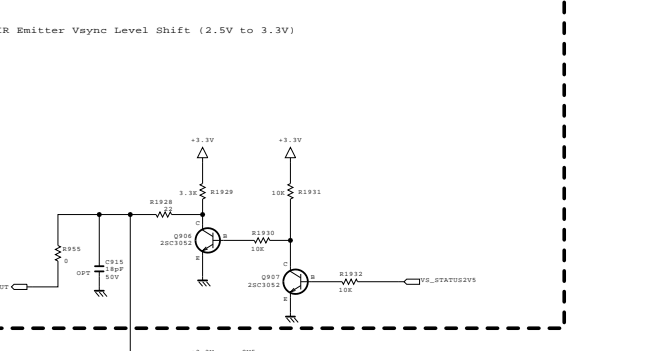 R Emitter Vsync Level Shift (2.5V to 3.3V)
+3.3V
+3.3V
3.3K R1929
10K R1931
R1928
22
C
Q906
2SC3052
B
R1930
10K
E
R955
0
OPT
C915
18pF
50V
C
Q907
2SC3052
B
R1932
10K
VS_STATUS2V5
E
OUT